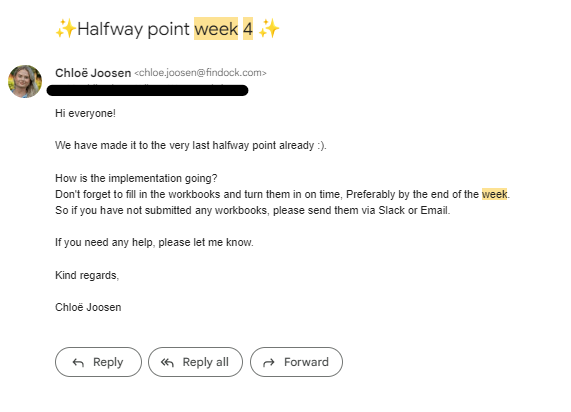 ✨Halfway point week 4 ✨
Chloë Joosen <chloe.joosen@findock.com>
Hi everyone!
We have made it to the very last halfway point already :).
How is the implementation going?
Don't forget to fill in the workbooks and turn them in on time, Preferably by the end of the week.
So if you have not submitted any workbooks, please send them via Slack or Email.
If you need any help, please let me know.
Kind regards,
Chloë Joosen
Reply Reply all Forward